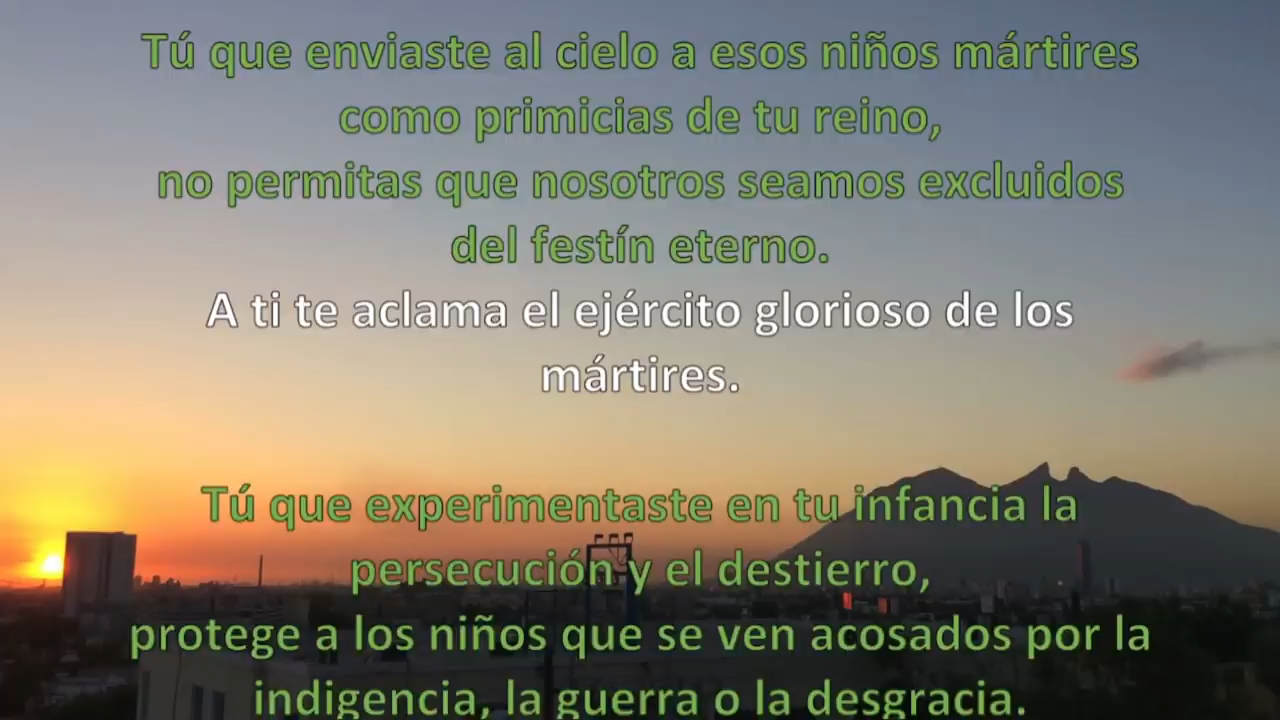 Tú que enviaste al cielo a esos niños mártires
como primicias de tu reino,
no permitas que nosotros seamos excluidos
del festín eterno.
A ti te aclama el ejército glorioso de los
mártires.
Tú que experimentaste en tu infancia la
persecución y el destierro,
protege a los niños que se ven acosados por la
indigencia, la guerra o la desgracia.